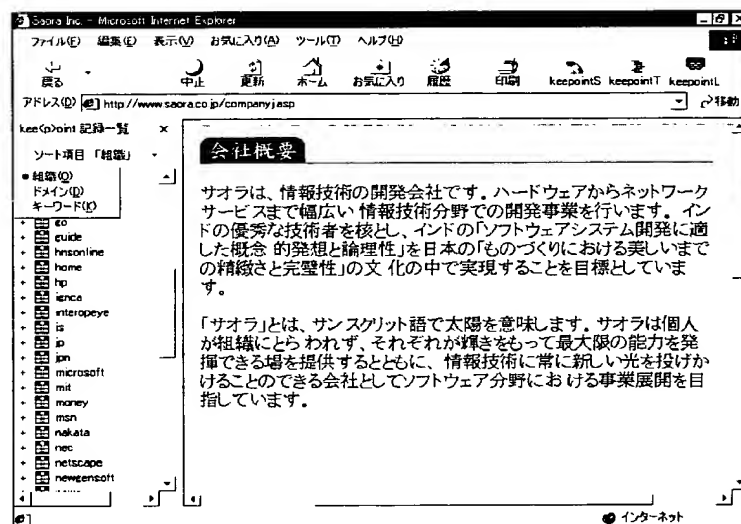 Saora Inc. - Microsoft Internet Explorer
ファイル(F) 編集(E) 表示(V) お気に入り(A) ツール(T) ヘルプ(H)
戻る 中止 更新 ホーム お気に入り 履歴 印刷 keepointS keepointT keepointL
アドレス(D) http://www.saora.co.jp/companyj.asp 移動
kee<p>oint 記録一覧 ×
ソート項目 「組織」
組織(O)
ドメイン(D)
キーワード(K)
go
guide
hnsonline
home
hp
ienca
interopeye
is
jp
jpn
microsoft
mit
money
msn
nakata
nec
netscape
newgensoft
会社概要
サオラは、情報技術の開発会社です。ハードウェアからネットワーク
サービスまで幅広い 情報技術分野での開発事業を行います。 イン
ドの優秀な技術者を核とし、インドの「ソフトウェアシステム開発に適
した概念 的発想と論理性」を日本の「ものづくりにおける美しいまで
の精緻さと完璧性」の文 化の中で実現することを目標としていま
す。
「サオラ」とは、サンスクリット語で太陽を意味します。サオラは個人
が組織にとら われず、それぞれが輝きをもって最大限の能力を発
揮できる場を提供するとともに、 情報技術に常に新しい光を投げか
けることのできる会社としてソフトウェア分野にお ける事業展開を目
指しています。
インターネット